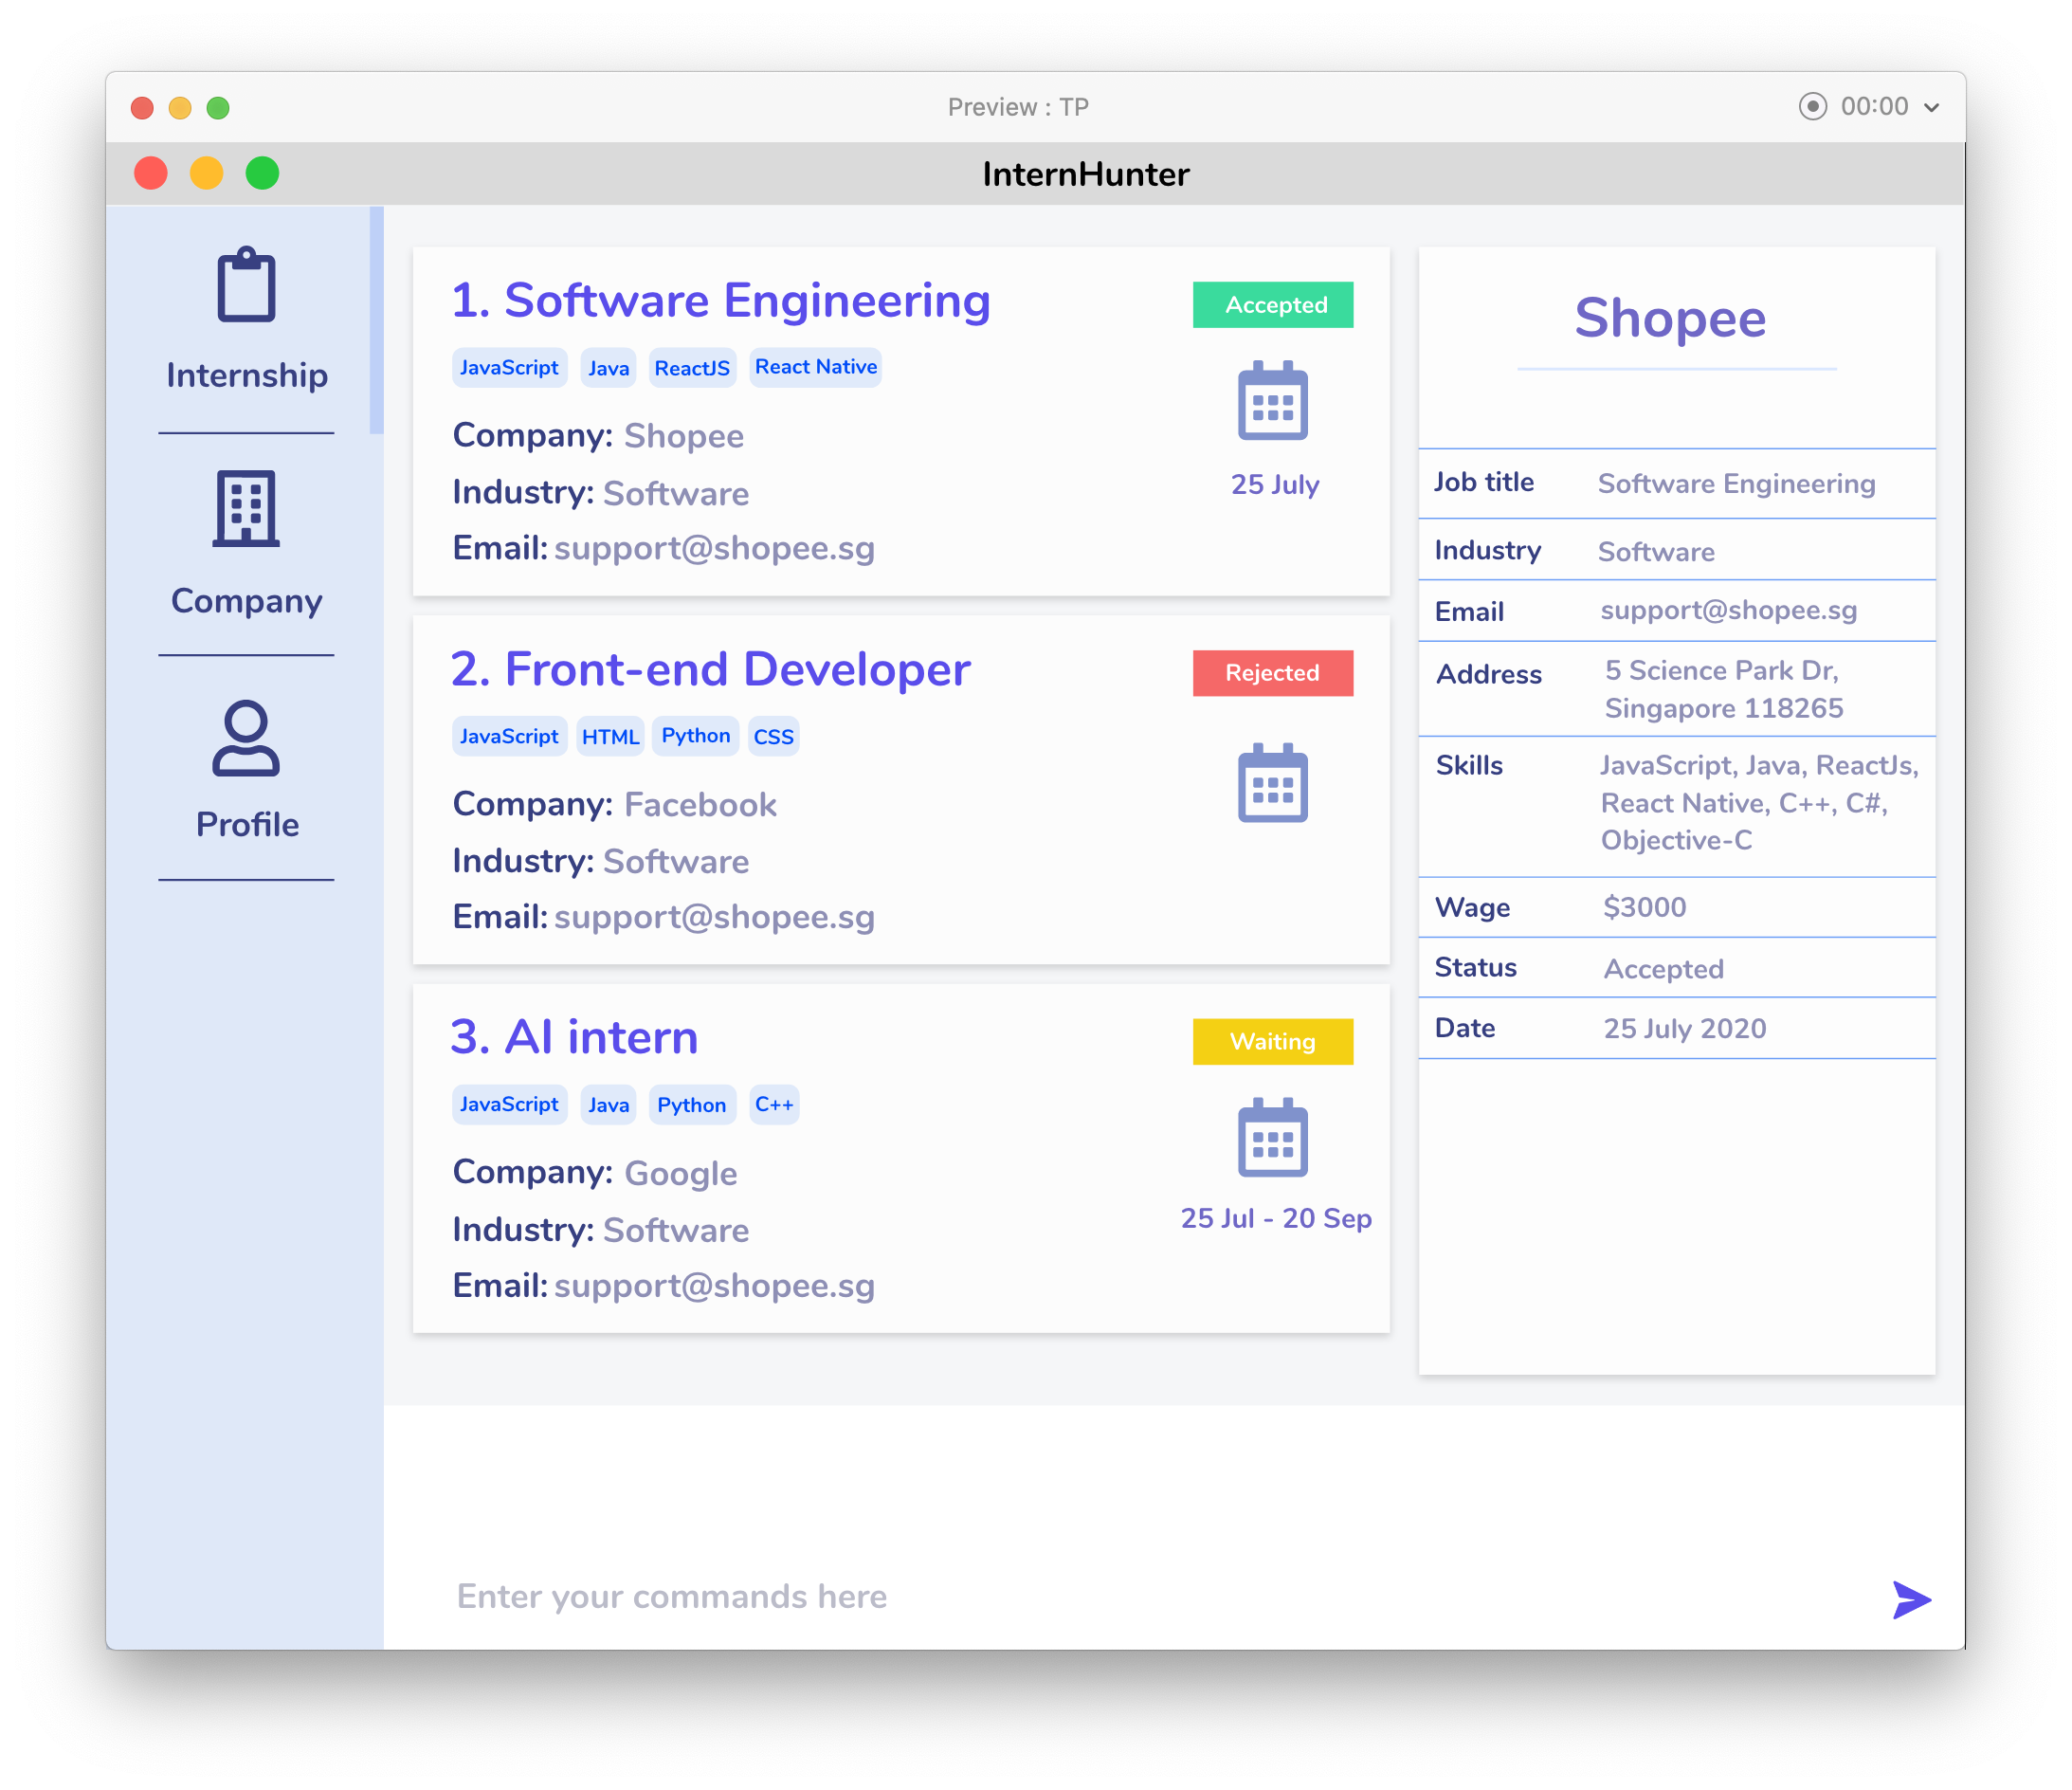 Preview : TP
00:00
InternHunter
Internship
Company
Profile
1. Software Engineering
Accepted
JavaScript Java ReactJS React Native
Company: Shopee
25 July
Industry: Software
Email: support@shopee.sg
2. Front-end Developer
Rejected
JavaScript HTML Python CSS
Company: Facebook
Industry: Software
Email: support@shopee.sg
3. AI intern
Waiting
JavaScript Java Python C++
Company: Google
25 Jul - 20 Sep
Industry: Software
Email: support@shopee.sg
Shopee
Job title Software Engineering
Industry Software
Email support@shopee.sg
Address 5 Science Park Dr,
Singapore 118265
Skills JavaScript, Java, ReactJs,
React Native, C++, C#,
Objective-C
Wage $3000
Status Accepted
Date 25 July 2020
Enter your commands here